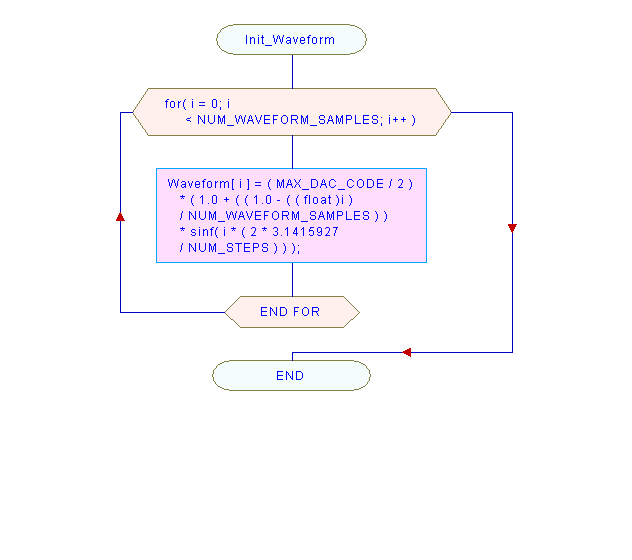 Init_Waveform
for( i = 0; i
< NUM_WAVEFORM_SAMPLES; i++ )
Waveform[ i ] = ( MAX_DAC_CODE / 2 )
* ( 1.0 + ( ( 1.0 - ( ( float )i )
/ NUM_WAVEFORM_SAMPLES ) )
* sinf( i * ( 2 * 3.1415927
/ NUM_STEPS ) ) );
END FOR
END